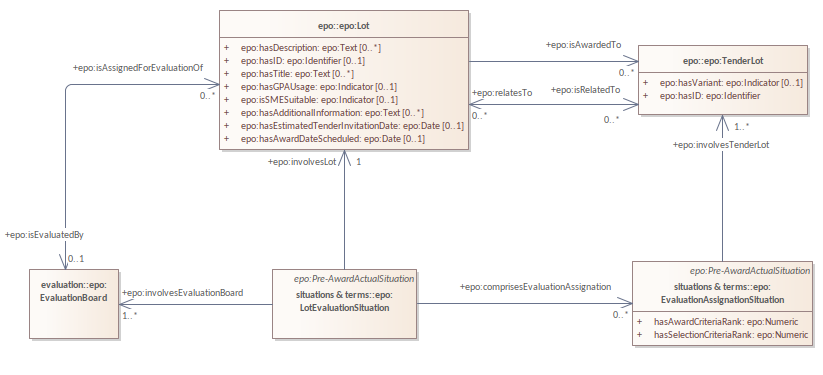 epo::epo:Lot
+ epo:hasDescription: epo:Text [0..*]
+ epo:hasID: epo:Identifier [0..1]
+ epo:hasTitle: epo:Text [0..*]
+ epo:hasGPAUsage: epo:Indicator [0..1]
+ epo:isSMESuitable: epo:Indicator [0..1]
+ epo:hasAdditionalInformation: epo:Text [0..*]
+ epo:hasEstimatedTenderInvitationDate: epo:Date [0..1]
+ epo:hasAwardDateScheduled: epo:Date [0..1]
+epo:isAwardedTo
0..*
epo::epo:TenderLot
+ epo:hasVariant: epo:Indicator [0..1]
+ epo:hasID: epo:Identifier
+epo:isAssignedForEvaluationOf
0..*
+epo:relatesTo
0..*
+epo:isRelatedTo
0..*
+epo:involvesLot 1
1..*
+epo:involvesTenderLot
+epo:isEvaluatedBy
0..1
evaluation::epo:
EvaluationBoard
+epo:involvesEvaluationBoard
1..*
epo:Pre-AwardActualSituation
situations & terms::epo:
LotEvaluationSituation
+epo:comprisesEvaluationAssignation
0..*
epo:Pre-AwardActualSituation
situations & terms::epo:
EvaluationAssignationSituation
+ hasAwardCriteriaRank: epo:Numeric
+ hasSelectionCriteriaRank: epo:Numeric